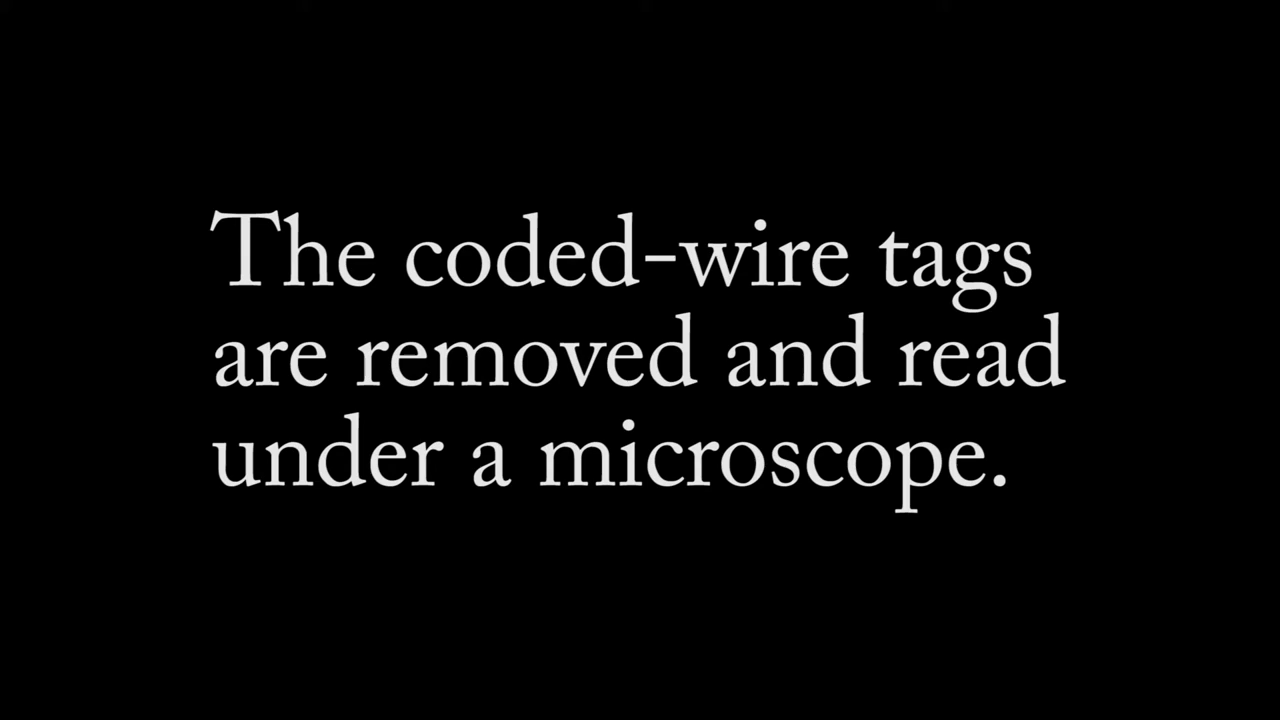 The coded-wire tags
are removed and read
under a microscope.